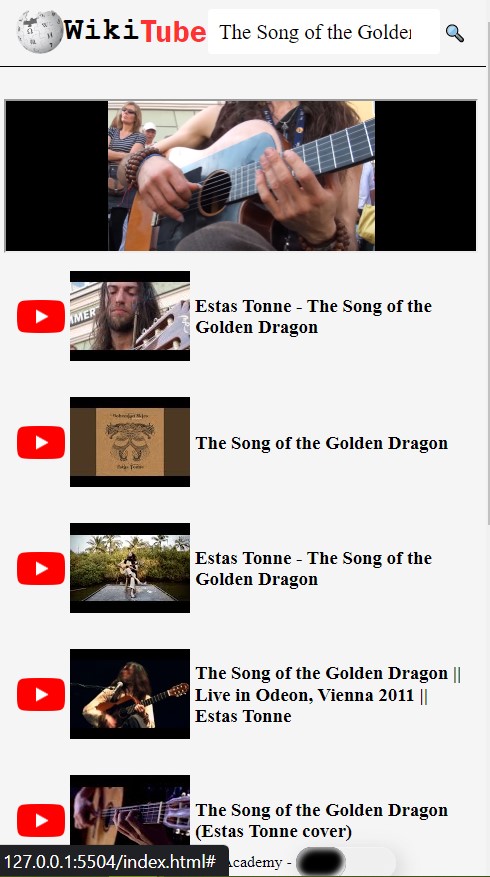 WikiTube
The Song of the Golden
Estas Tonne - The Song of the
Golden Dragon
The Song of the Golden Dragon
Estas Tonne - The Song of the
Golden Dragon
The Song of the Golden Dragon ||
Live in Odeon, Vienna 2011 ||
Estas Tonne
The Song of the Golden Dragon
(Estas Tonne cover)
127.0.0.1:5504/index.html#
Academy -